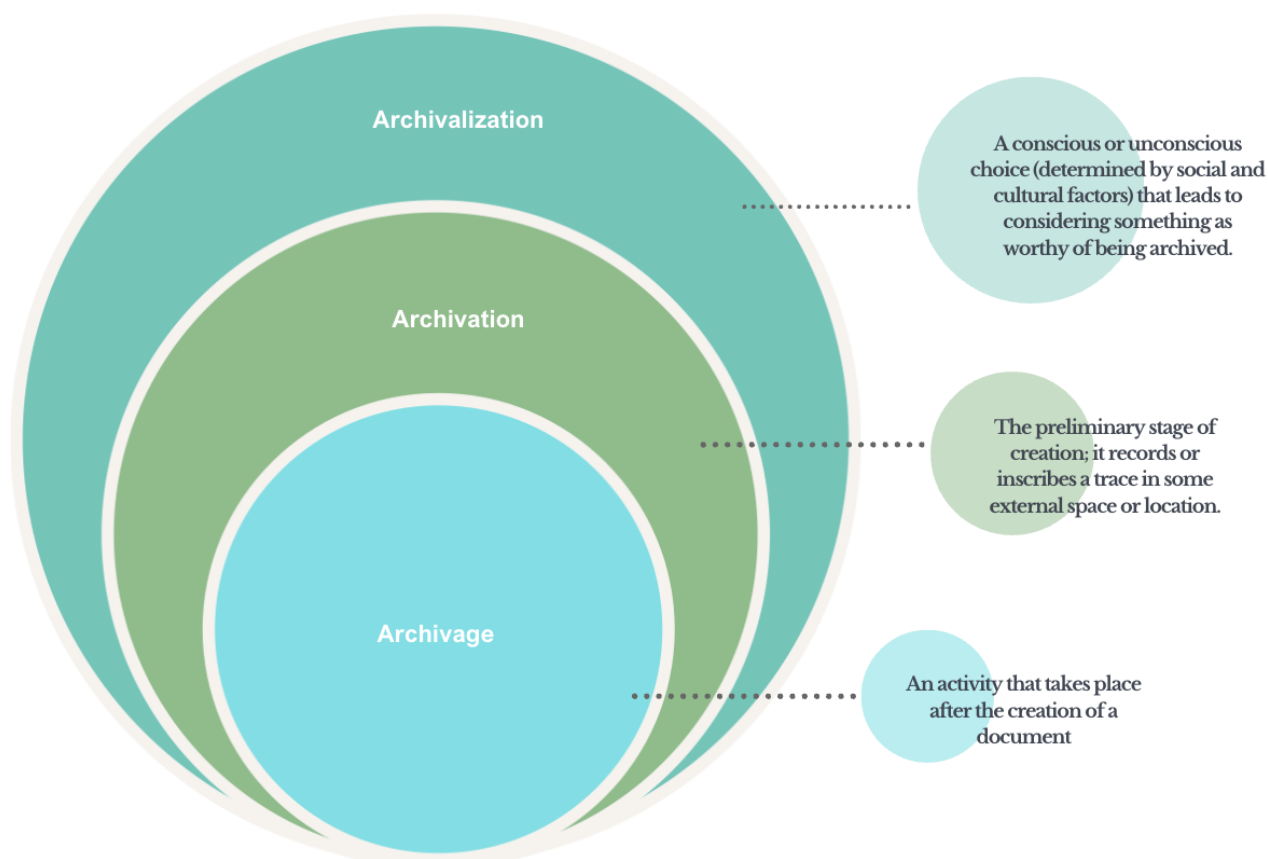 Archivalization
A conscious or unconscious
choice (determined by social and
cultural factors) that leads to
considering something as
worthy of being archived.
Archivation
The preliminary stage of
creation; it records or
inscribes a trace in some
external space or location.
Archivage
An activity that takes place
after the creation of a
document